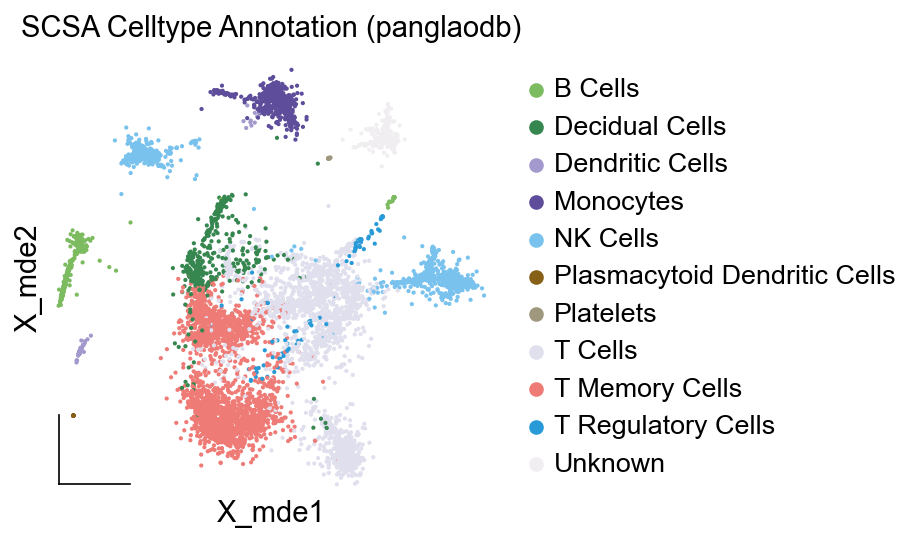 SCSA Celltype Annotation (panglaodb)
B Cells
Decidual Cells
Dendritic Cells
Monocytes
NK Cells
Plasmacytoid Dendritic Cells
Platelets
T Cells
T Memory Cells
T Regulatory Cells
Unknown
X_mde2
X_mde1